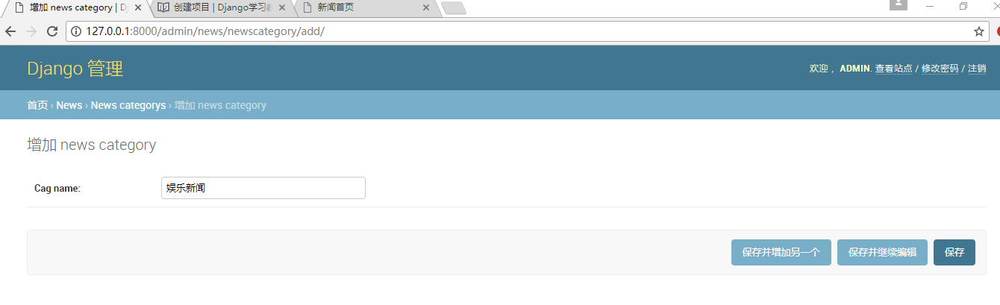 增加 news category | D
创建项目 | Django学习
新闻首页
127.0.0.1:8000/admin/news/newscategory/add/
Django 管理
欢迎， ADMIN. 查看站点 / 修改密码 / 注销
首页 › News › News categorys › 增加 news category
增加 news category
Cag name:
娱乐新闻
保存并增加另一个
保存并继续编辑
保存